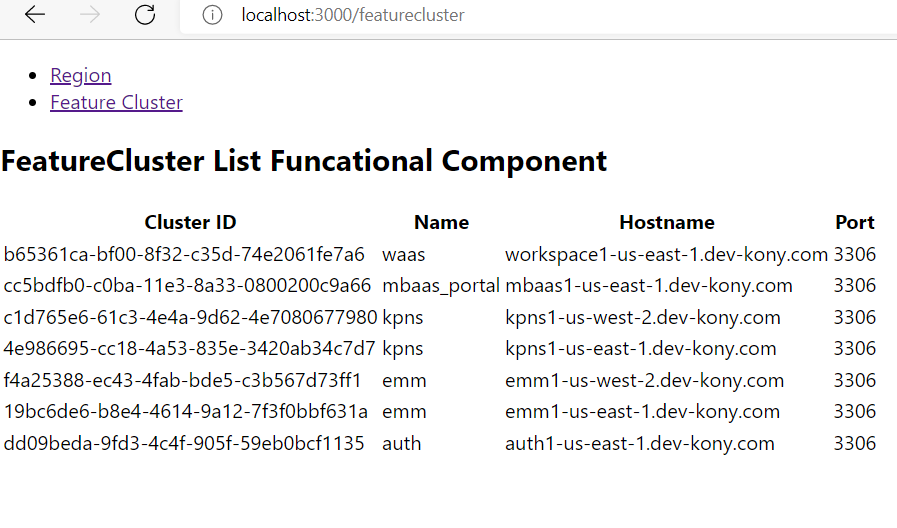 localhost:3000/featurecluster
Region
Feature Cluster
FeatureCluster List Funcational Component
Cluster ID Name Hostname Port
b65361ca-bf00-8f32-c35d-74e2061fe7a6 waas workspace1-us-east-1.dev-kony.com 3306
cc5bdfb0-c0ba-11e3-8a33-0800200c9a66 mbaas_portal mbaas1-us-east-1.dev-kony.com 3306
c1d765e6-61c3-4e4a-9d62-4e7080677980 kpns kpns1-us-west-2.dev-kony.com 3306
4e986695-cc18-4a53-835e-3420ab34c7d7 kpns kpns1-us-east-1.dev-kony.com 3306
f4a25388-ec43-4fab-bde5-c3b567d73ff1 emm emm1-us-west-2.dev-kony.com 3306
19bc6de6-b8e4-4614-9a12-7f3f0bbf631a emm emm1-us-east-1.dev-kony.com 3306
dd09beda-9fd3-4c4f-905f-59eb0bcf1135 auth auth1-us-east-1.dev-kony.com 3306